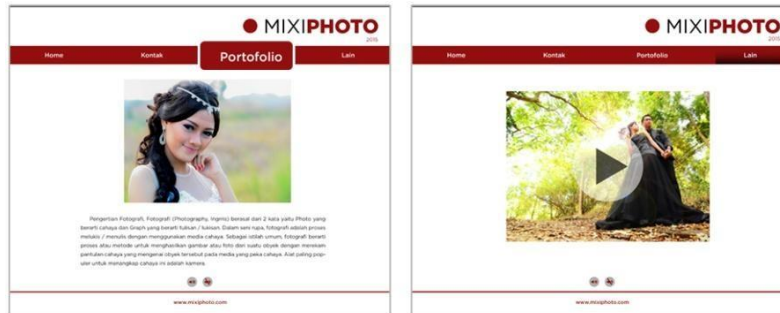 MIXIPHOTO
2015
Home Kontak Portofolio Lain
Pengertian Fotografi, Fotografi (Photography, Ingrris) berasal dari 2 kata yaitu Photo yang
berarti cahaya dan Graph yang berarti tulisan / lukisan. Dalam seni rupa, fotografi adalah proses
melukis / menulis dengan menggunakan media cahaya. Sebagai istilah umum, fotografi berarti
proses atau metode untuk menghasilkan gambar atau foto dari suatu obyek dengan merekam
pantulan cahaya yang mengenai obyek tersebut pada media yang peka cahaya. Alat paling pop-
uler untuk menangkap cahaya ini adalah kamera.
www.mixiphoto.com
MIXIPHOTO
2015
Home Kontak Portofolio Lain
www.mixiphoto.com